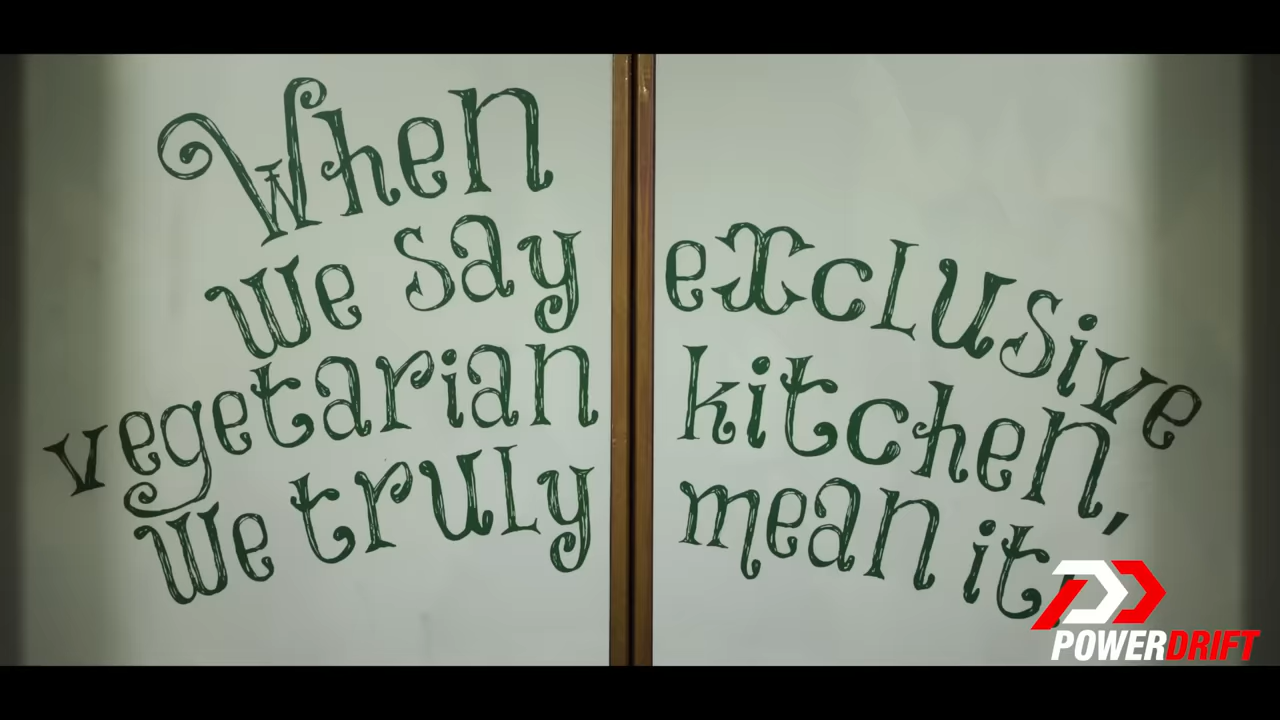 When
we say exclusive
vegetarian kitchen,
we truly mean it
POWERDRIFT